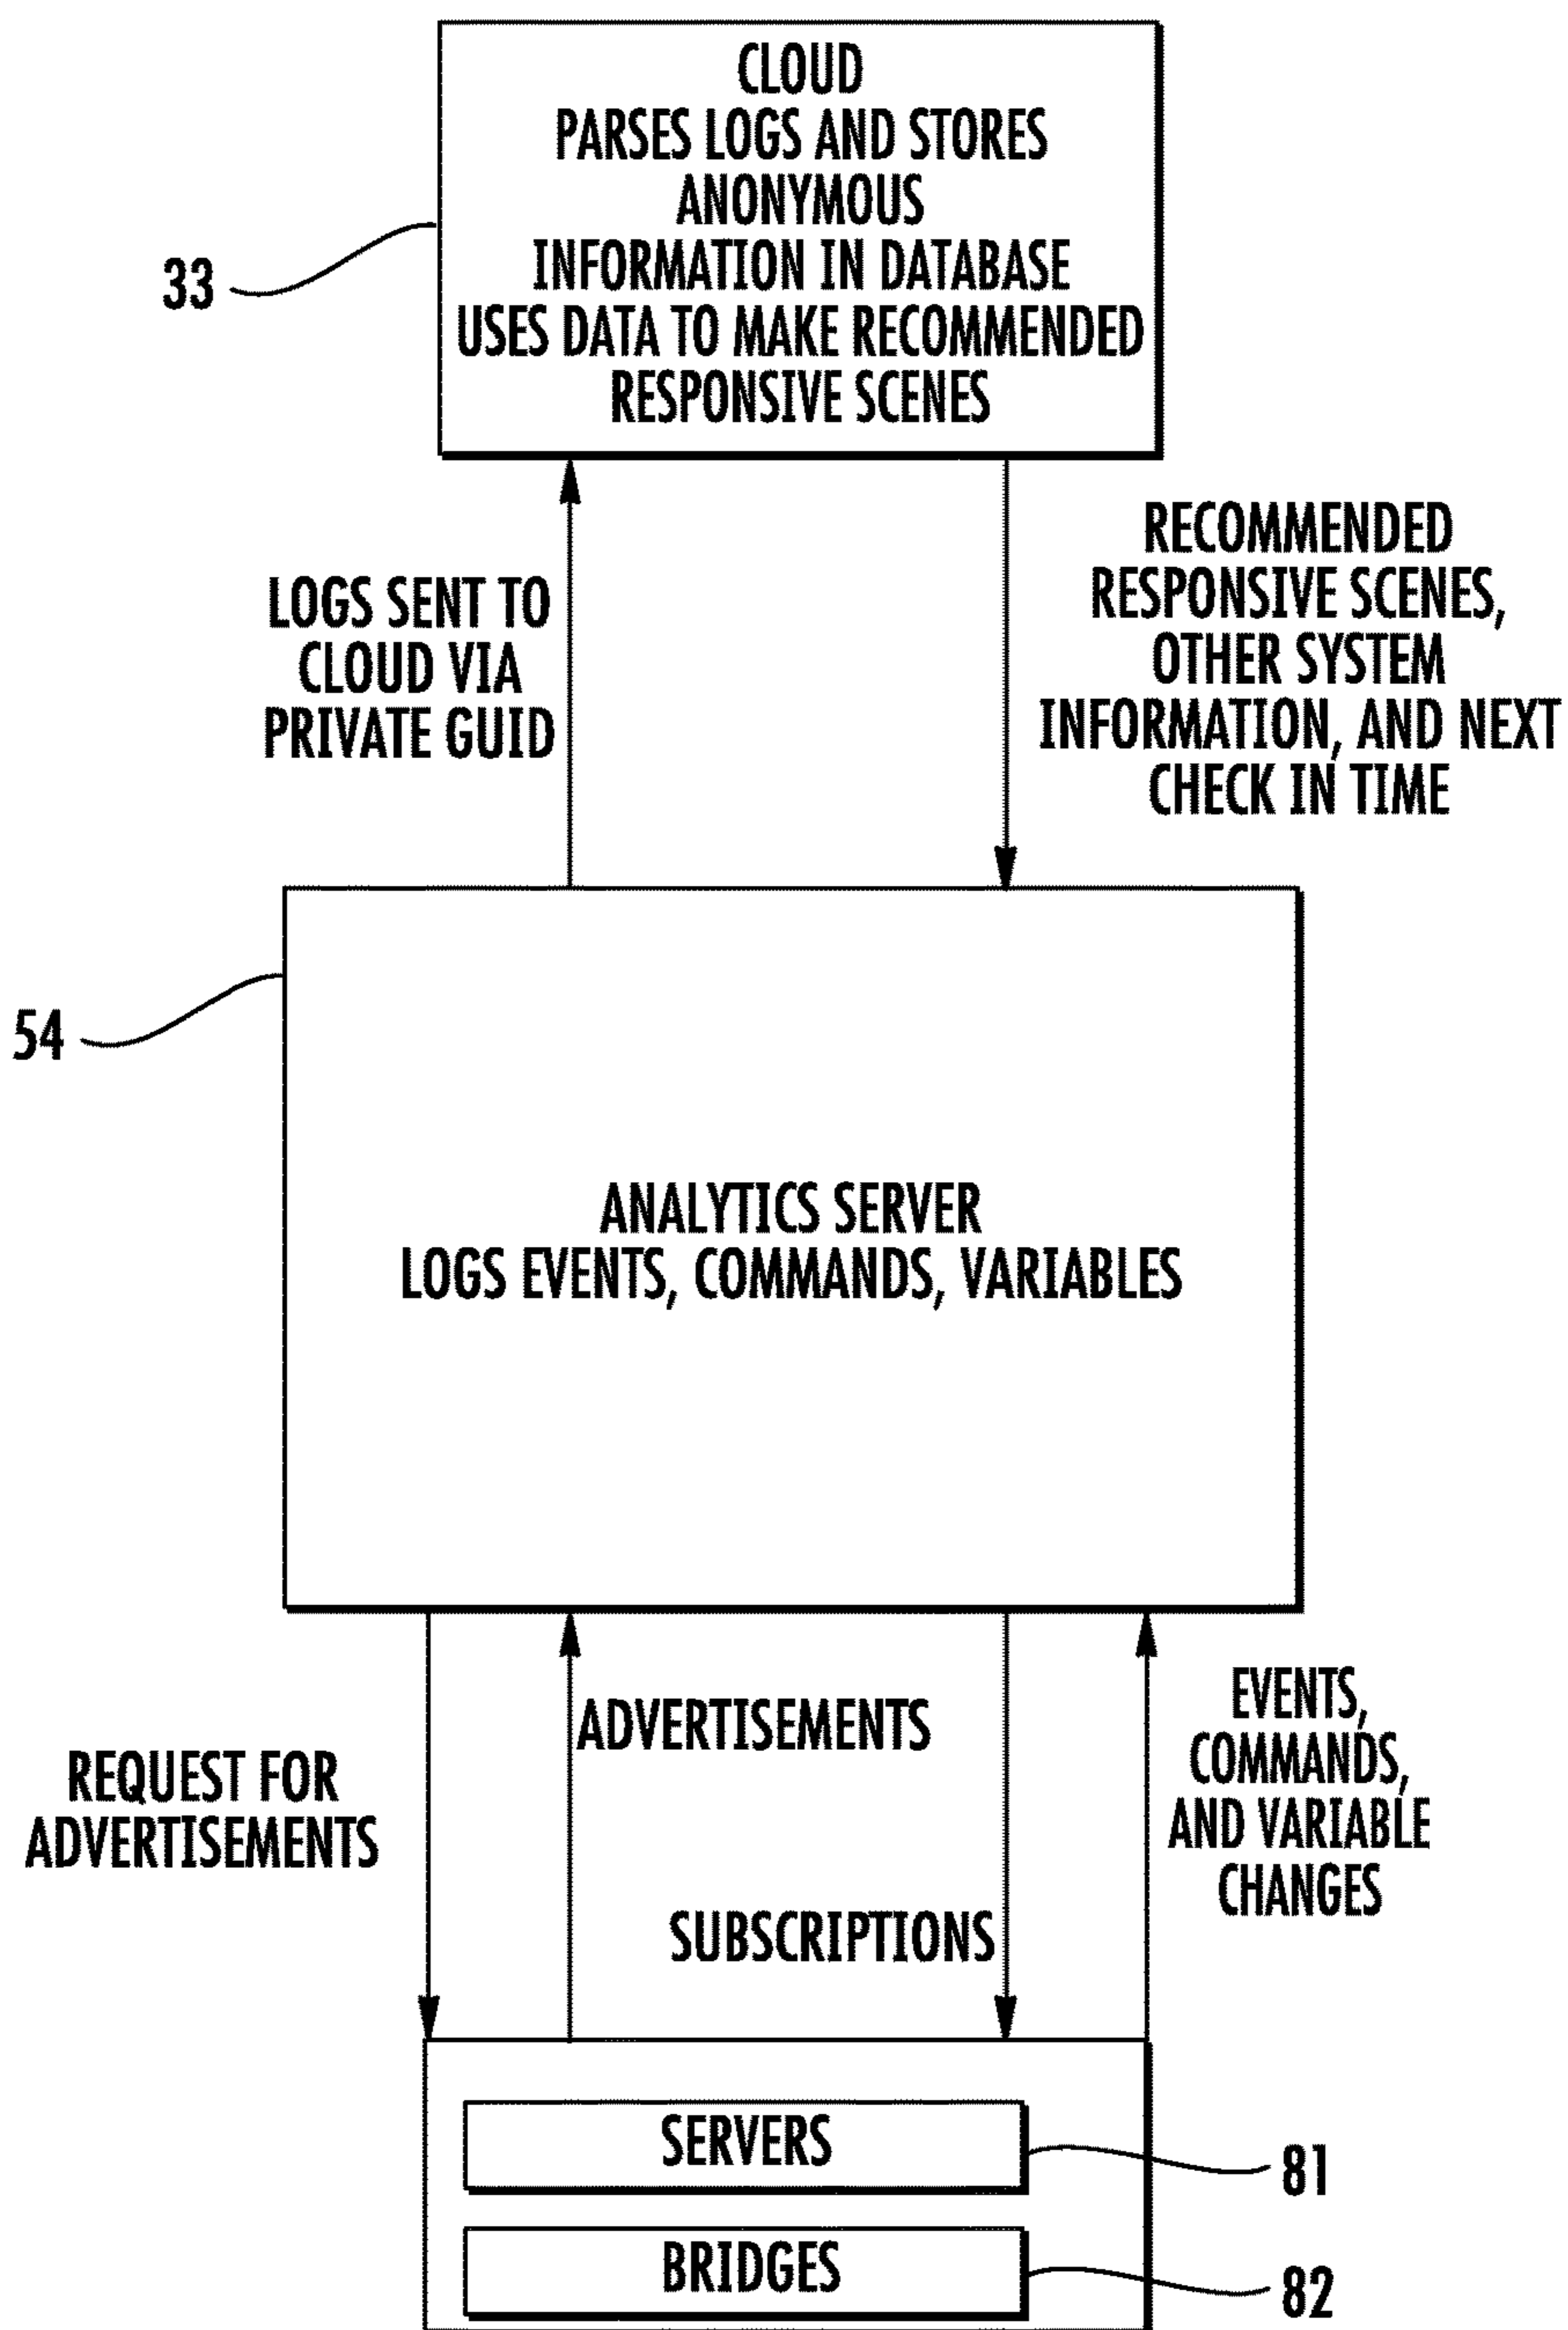 CLOUD
PARSES LOGS AND STORES
ANONYMOUS
INFORMATION IN DATABASE
USES DATA TO MAKE RECOMMENDED
RESPONSIVE SCENES
33
LOGS SENT TO
CLOUD VIA
PRIVATE GUID
RECOMMENDED
RESPONSIVE SCENES,
OTHER SYSTEM
INFORMATION, AND NEXT
CHECK IN TIME
54
ANALYTICS SERVER
LOGS EVENTS, COMMANDS, VARIABLES
REQUEST FOR
ADVERTISEMENTS
ADVERTISEMENTS
SUBSCRIPTIONS
EVENTS,
COMMANDS,
AND VARIABLE
CHANGES
SERVERS
81
BRIDGES
82